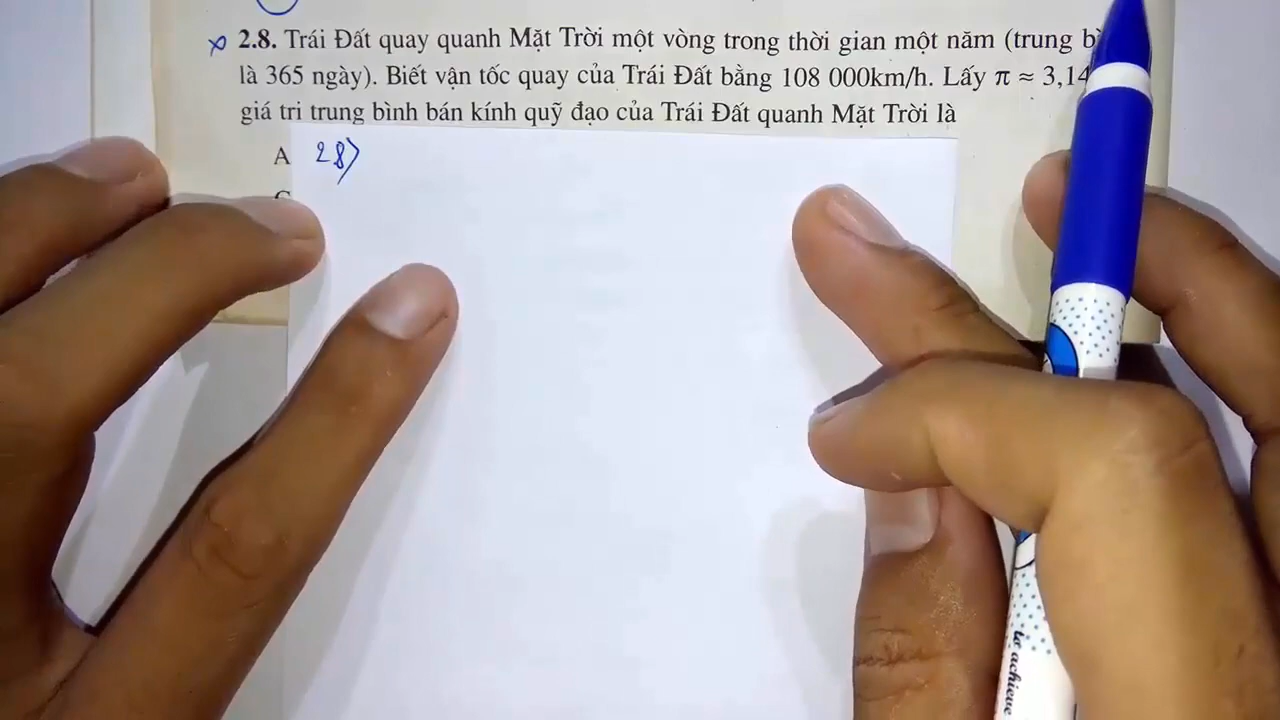 2.8. Trái Đất quay quanh Mặt Trời một vòng trong thời gian một năm (trung
là 365 ngày). Biết vận tốc quay của Trái Đất bằng 108 000km/h. Lấy π ≈ 3,14
giá trị trung bình bán kính quỹ đạo của Trái Đất quanh Mặt Trời là
A 28)
to achieve